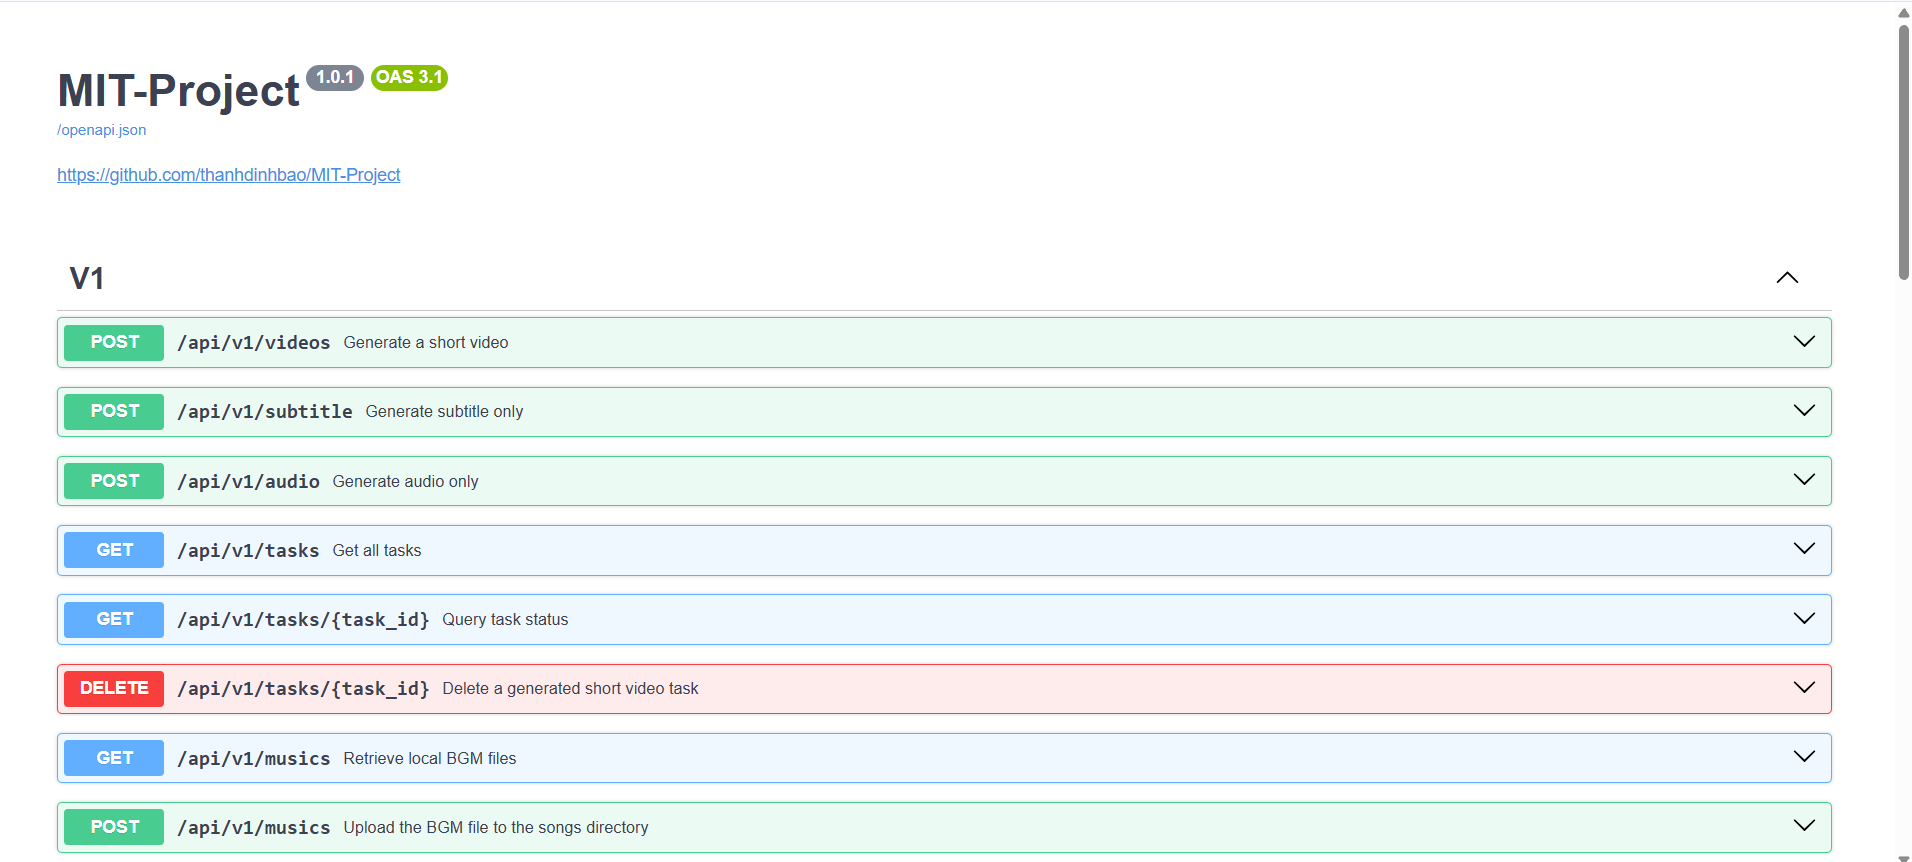 MIT-Project 1.0.1 OAS 3.1
/openapi.json
https://github.com/thanhdinhbao/MIT-Project
V1
POST /api/v1/videos Generate a short video
POST /api/v1/subtitle Generate subtitle only
POST /api/v1/audio Generate audio only
GET /api/v1/tasks Get all tasks
GET /api/v1/tasks/{task_id} Query task status
DELETE /api/v1/tasks/{task_id} Delete a generated short video task
GET /api/v1/musics Retrieve local BGM files
POST /api/v1/musics Upload the BGM file to the songs directory